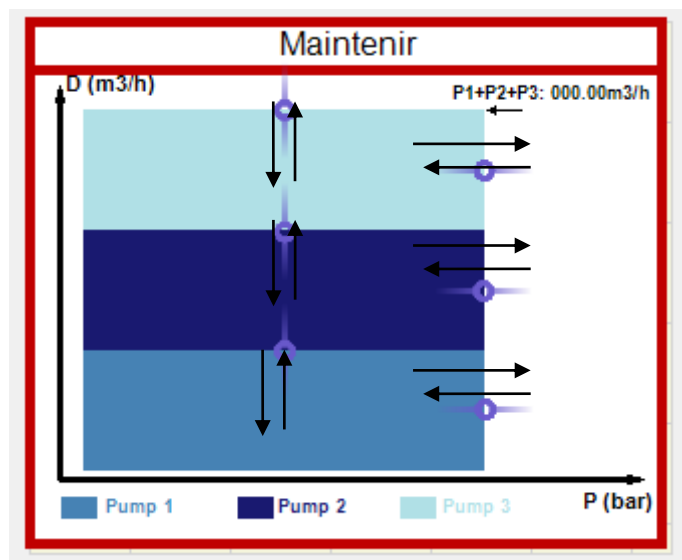 Maintenir
D (m3/h)
P1+P2+P3: 000.00m3/h
P (bar)
Pump 1
Pump 2
Pump 3